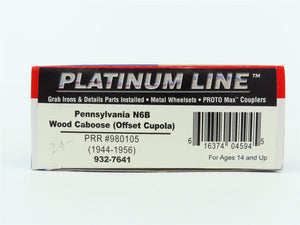 PLATINUM LINE™
Grab Irons & Details Parts Installed • Metal Wheelsets • PROTO Max™ Couplers
Pennsylvania N6B
Wood Caboose (Offset Cupola)
PRR #980105
(1944-1956)
932-7641
6 16374 04594 5
For Ages 14 and Up